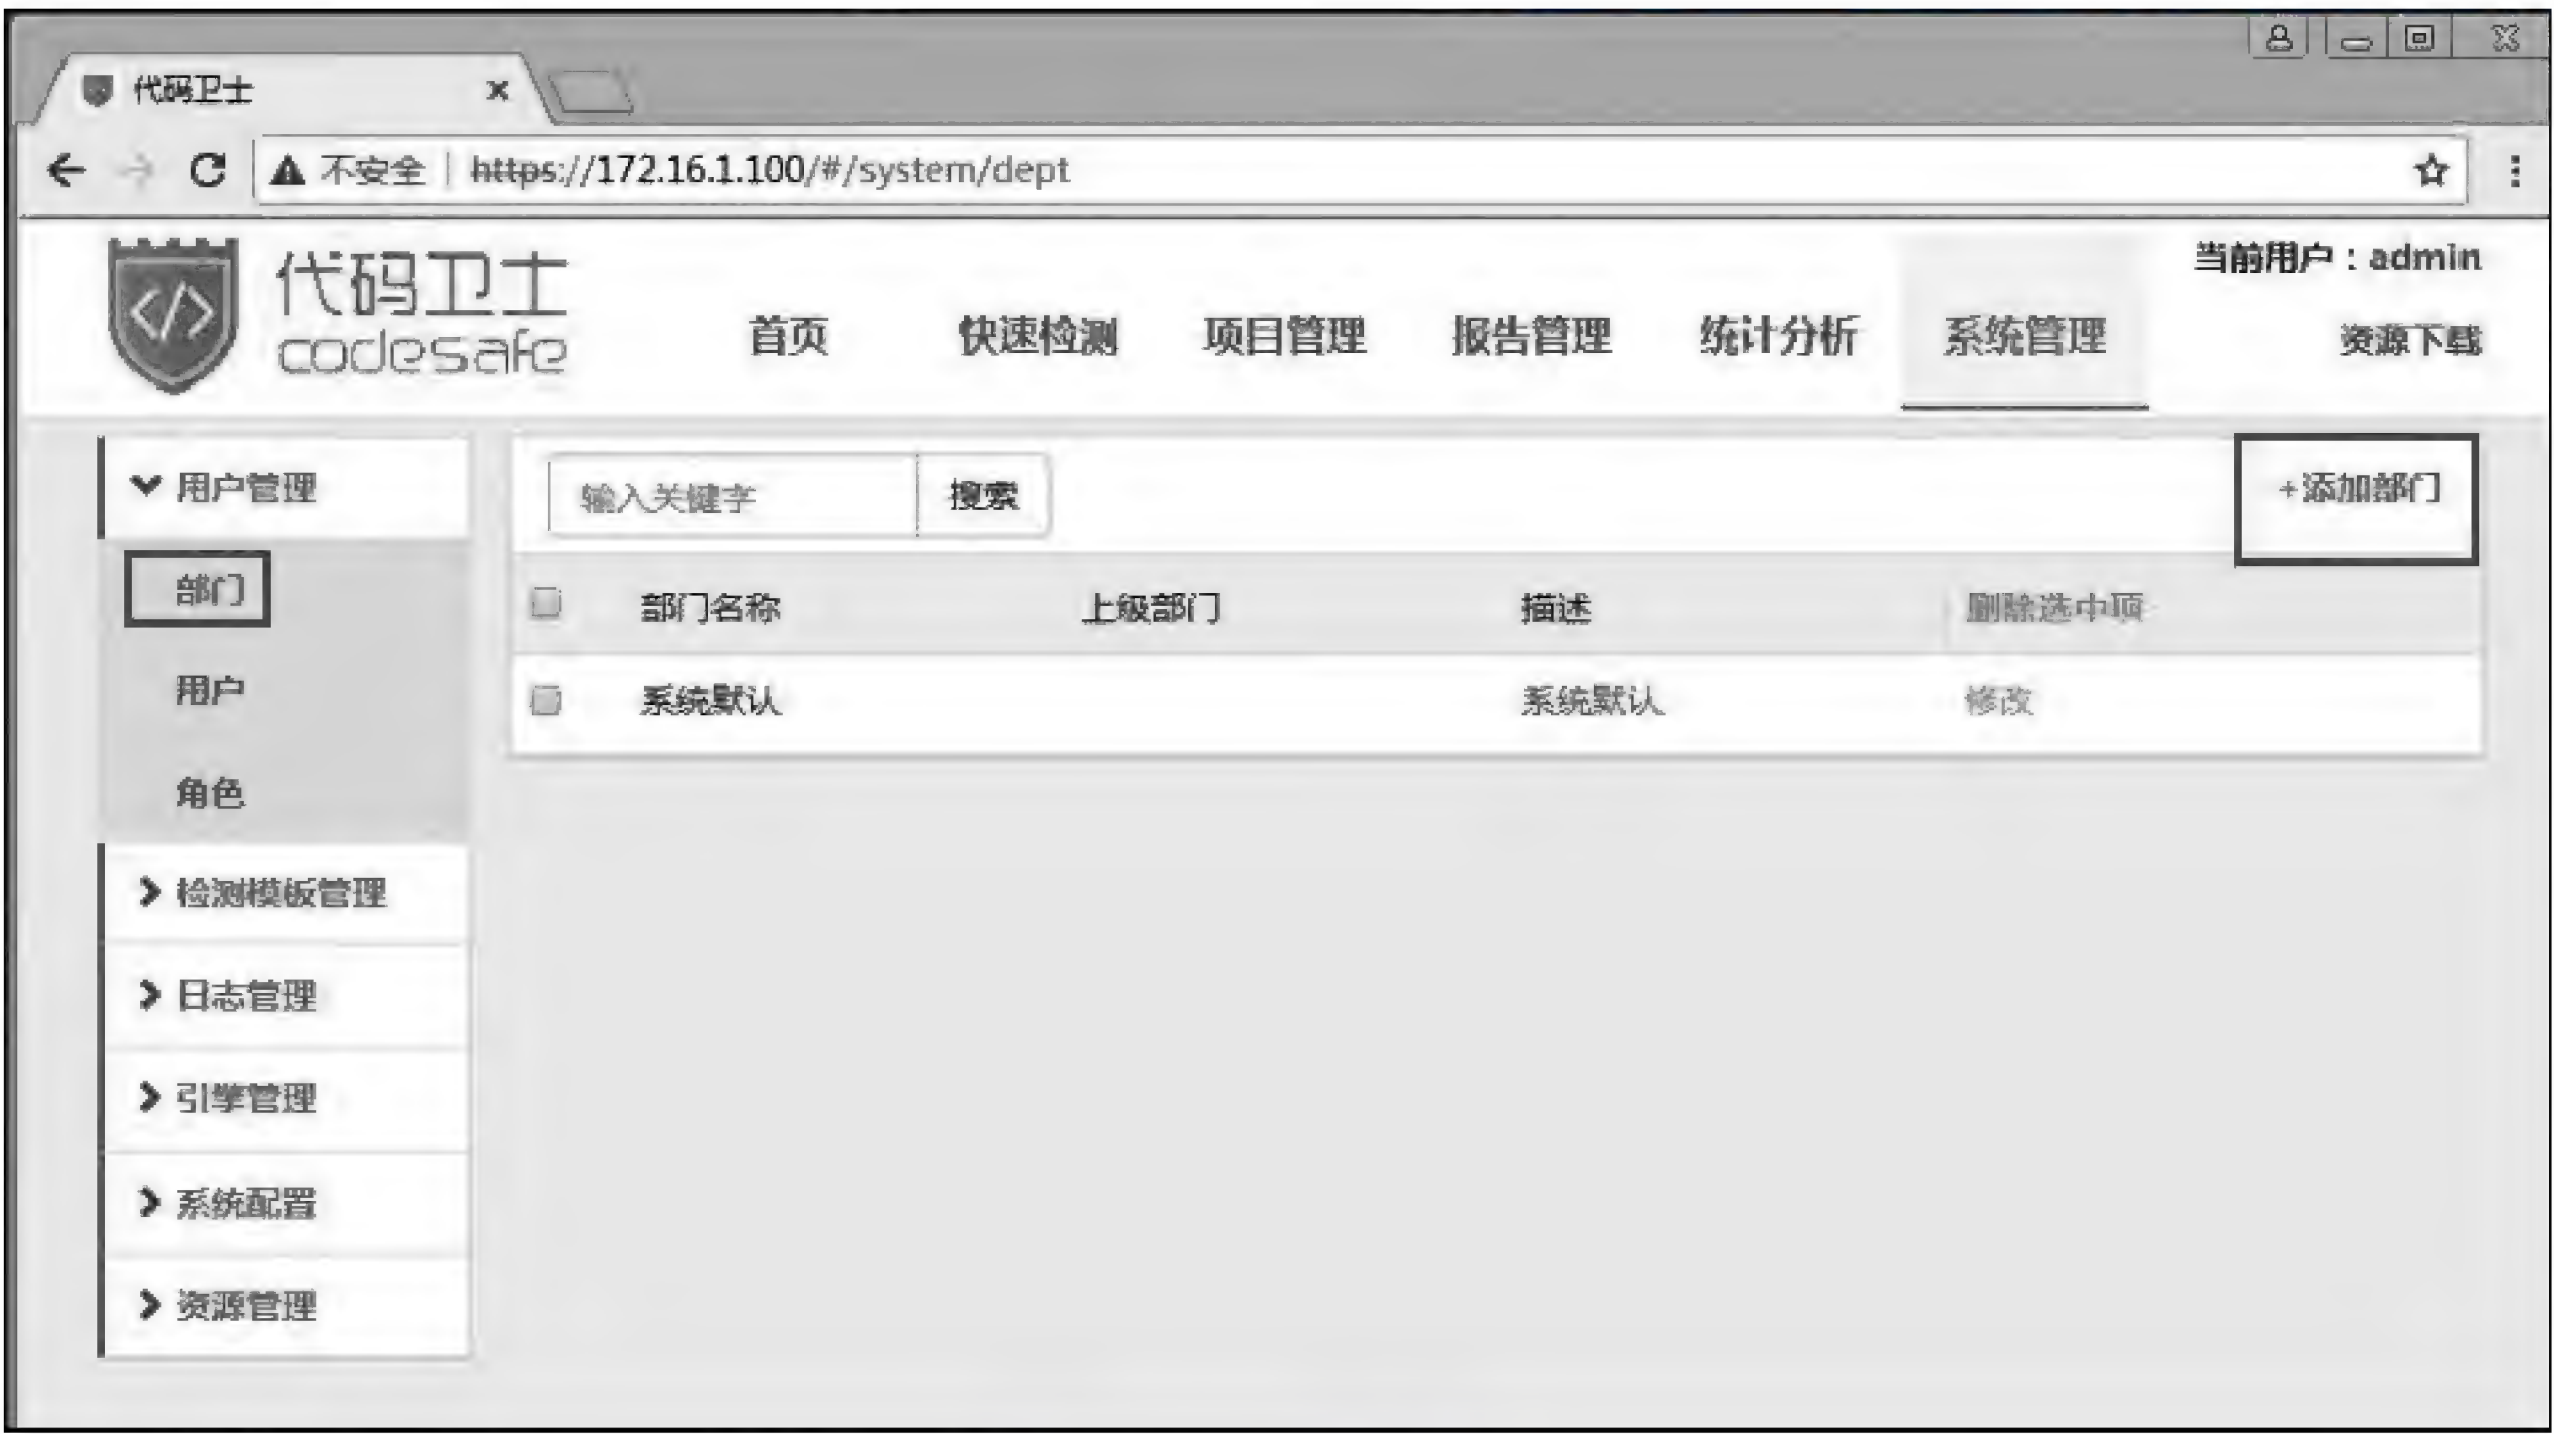 代码卫士
不安全 | https://172.16.1.100/#/system/dept
代码卫士
codesafe
首页 快速检测 项目管理 报告管理 统计分析 系统管理
当前用户：admin
资源下载
用户管理
部门
用户
角色
检测模板管理
日志管理
引擎管理
系统配置
资源管理
输入关键字 搜索 +添加部门
部门名称 上级部门 描述 删除选中项
系统默认 系统默认 修改